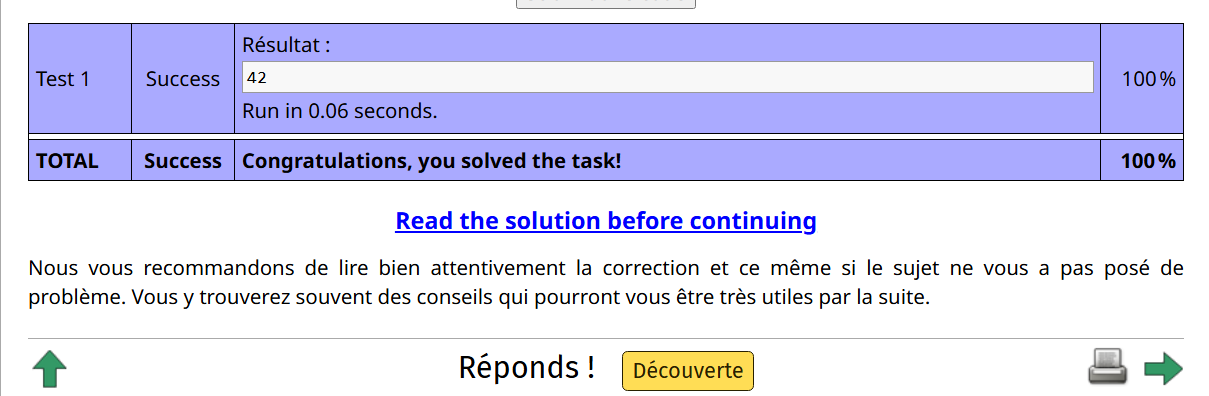 Résultat :
Test 1 Success 42 100 %
Run in 0.06 seconds.
TOTAL Success Congratulations, you solved the task! 100 %
Read the solution before continuing
Nous vous recommandons de lire bien attentivement la correction et ce même si le sujet ne vous a pas posé de
problème. Vous y trouverez souvent des conseils qui pourront vous être très utiles par la suite.
Réponds ! Découverte